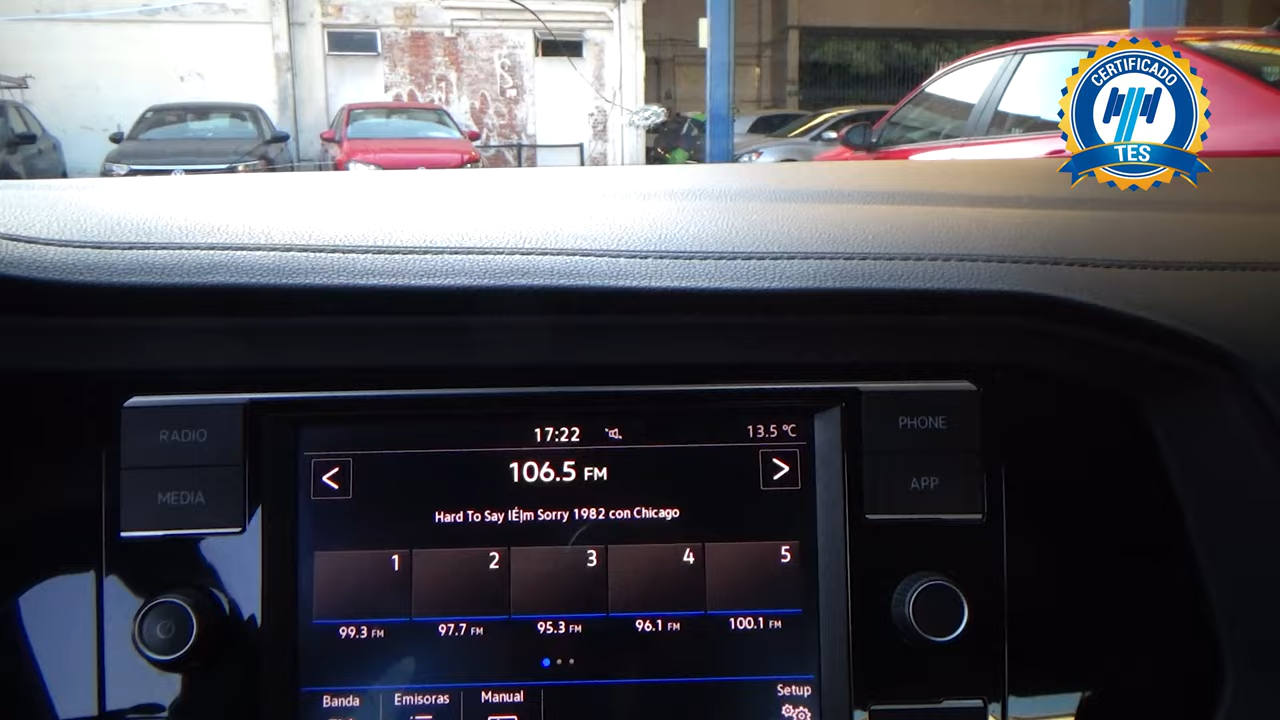 CERTIFICADO
TES
RADIO
MEDIA
PHONE
APP
17:22
13.5 °C
<
106.5 FM
>
Hard To Say IÉ|m Sorry 1982 con Chicago
1 2 3 4 5
99.3 FM 97.7 FM 95.3 FM 96.1 FM 100.1 FM
Banda Emisoras Manual Setup